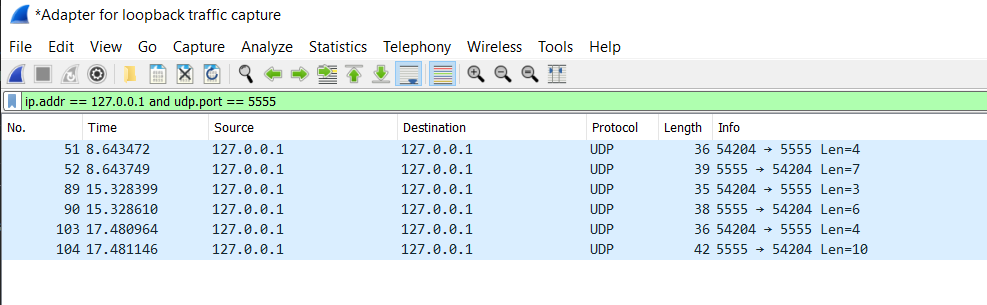 *Adapter for loopback traffic capture
File Edit View Go Capture Analyze Statistics Telephony Wireless Tools Help
ip.addr == 127.0.0.1 and udp.port == 5555
No. Time Source Destination Protocol Length Info
51 8.643472 127.0.0.1 127.0.0.1 UDP 36 54204 → 5555 Len=4
52 8.643749 127.0.0.1 127.0.0.1 UDP 39 5555 → 54204 Len=7
89 15.328399 127.0.0.1 127.0.0.1 UDP 35 54204 → 5555 Len=3
90 15.328610 127.0.0.1 127.0.0.1 UDP 38 5555 → 54204 Len=6
103 17.480964 127.0.0.1 127.0.0.1 UDP 36 54204 → 5555 Len=4
104 17.481146 127.0.0.1 127.0.0.1 UDP 42 5555 → 54204 Len=10